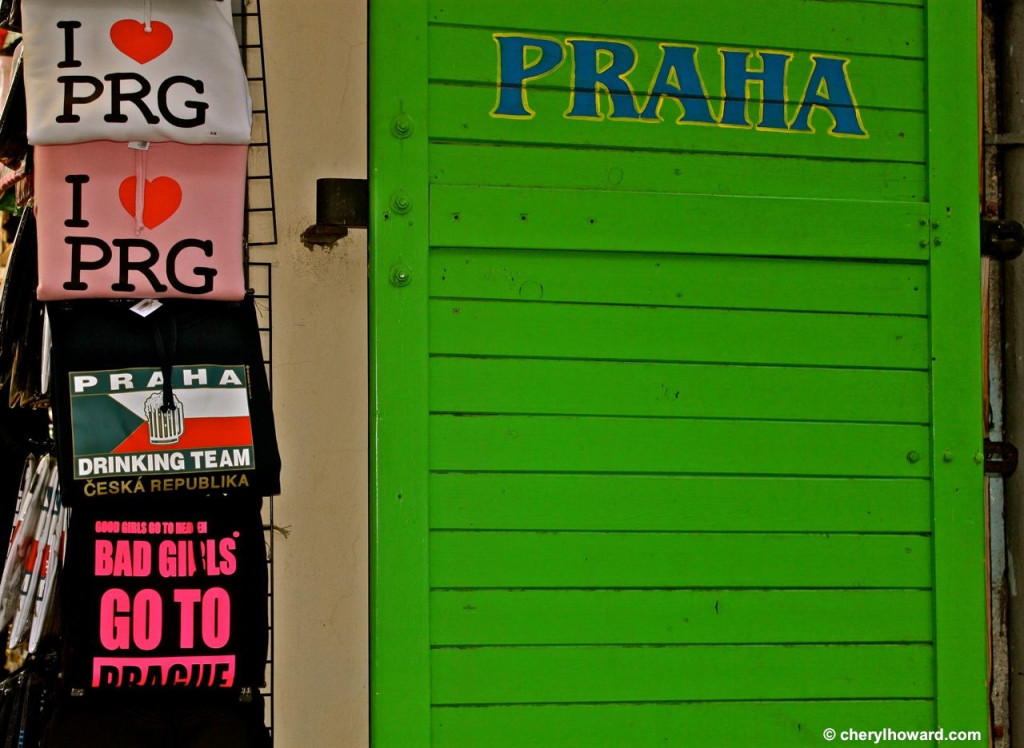 I ❤
PRG
I ❤
PRG
PRAHA
DRINKING TEAM
ČESKÁ REPUBLIKA
GOOD GIRLS GO TO HEAVEN
BAD GIRLS
GO TO
PRAGUE
PRAHA
© cherylhoward.com